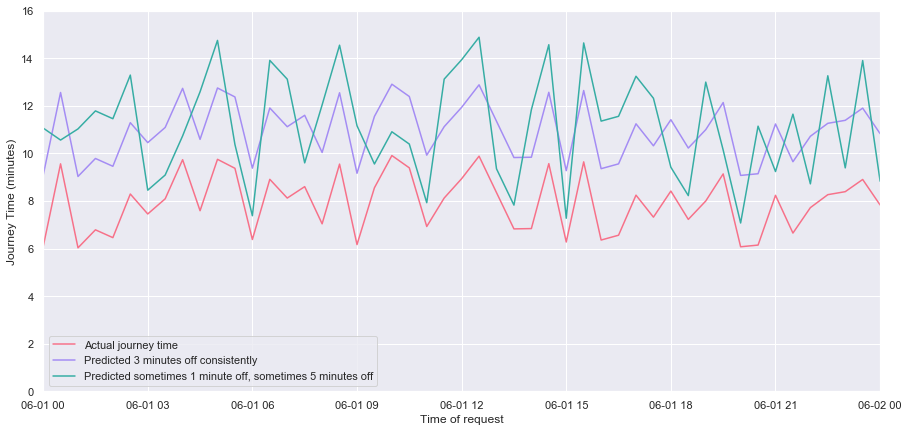 16
14
12
10
8
6
4
2
0
Journey Time (minutes)
Actual journey time
Predicted 3 minutes off consistently
Predicted sometimes 1 minute off, sometimes 5 minutes off
06-01 00 06-01 03 06-01 06 06-01 09 06-01 12 06-01 15 06-01 18 06-01 21 06-02 00
Time of request